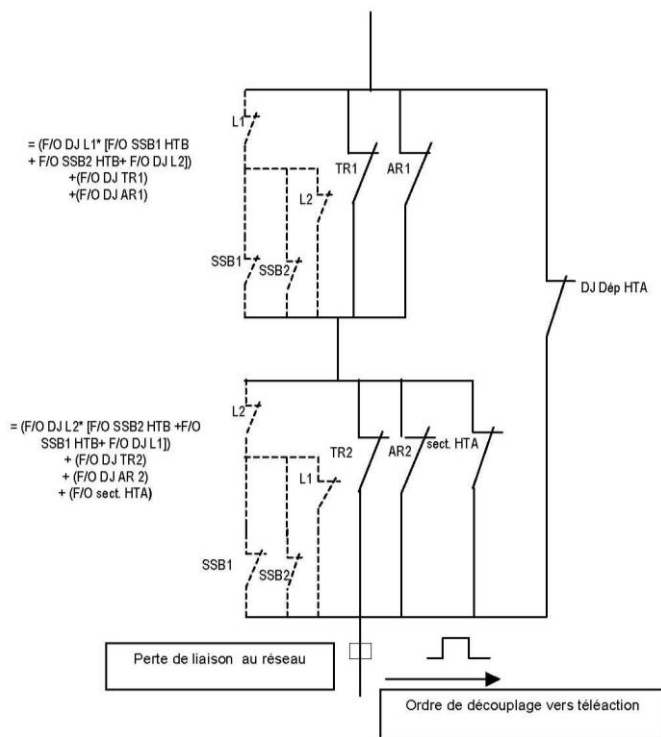 L1
= (F/O DJ L1* [F/O SSB1 HTB
+ F/O SSB2 HTB+ F/O DJ L2])
+(F/O DJ TR1)
+(F/O DJ AR1)
TR1
AR1
L2
SSB1
SSB2
DJ Dép HTA
L2
= (F/O DJ L2* [F/O SSB2 HTB +F/O
SSB1 HTB+ F/O DJ L1])
+ (F/O DJ TR2)
+ (F/O DJ AR 2)
+ (F/O sect. HTA)
TR2
AR2
sect. HTA
L1
SSB1
SSB2
Perte de liaison au réseau
Ordre de découplage vers téléaction